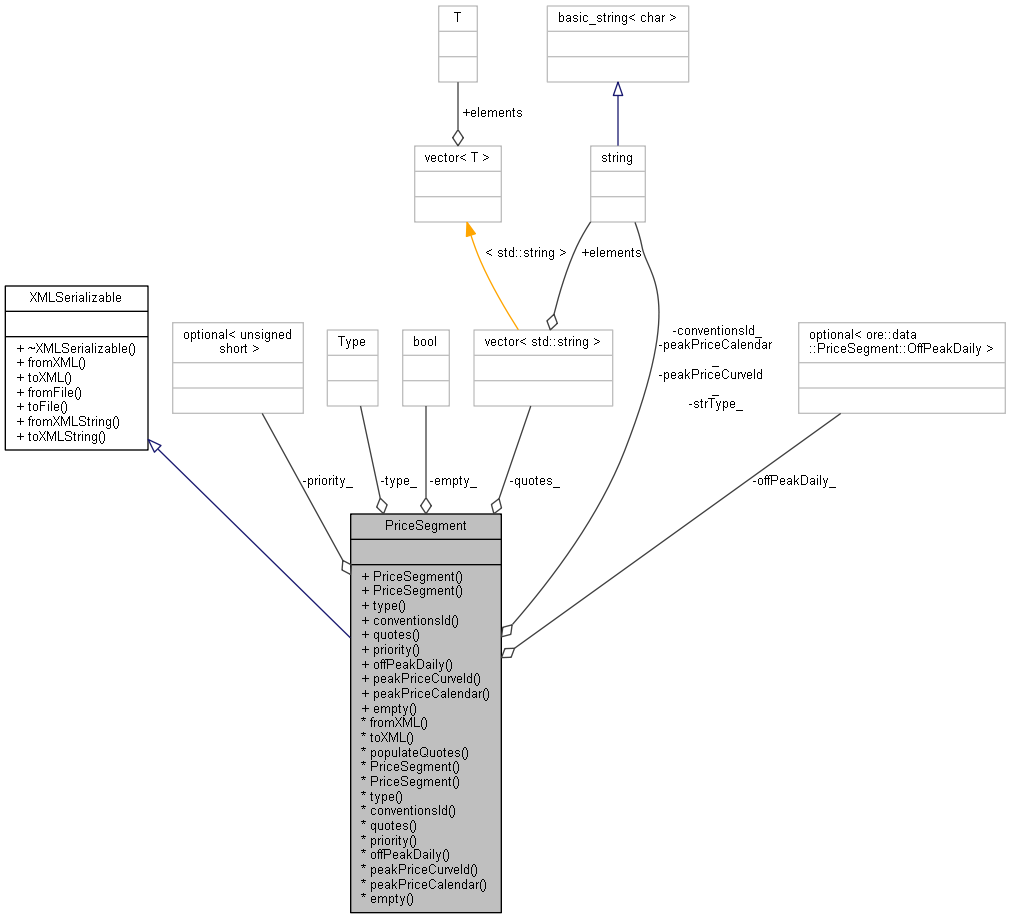 T
basic_string< char >
+elements
vector< T >
string
< std::string >
+elements
XMLSerializable
+ ~XMLSerializable()
+ fromXML()
+ toXML()
+ fromFile()
+ toFile()
+ fromXMLString()
+ toXMLString()
optional< unsigned
short >
Type
bool
vector< std::string >
-conventionsId_
-peakPriceCalendar
_
-peakPriceCurveId
_
-strType_
optional< ore::data
::PriceSegment::OffPeakDaily >
-priority_
-type_
-empty_
-quotes_
-offPeakDaily_
PriceSegment
+ PriceSegment()
+ PriceSegment()
+ type()
+ conventionsId()
+ quotes()
+ priority()
+ offPeakDaily()
+ peakPriceCurveId()
+ peakPriceCalendar()
+ empty()
* fromXML()
* toXML()
* populateQuotes()
* PriceSegment()
* PriceSegment()
* type()
* conventionsId()
* quotes()
* priority()
* offPeakDaily()
* peakPriceCurveId()
* peakPriceCalendar()
* empty()